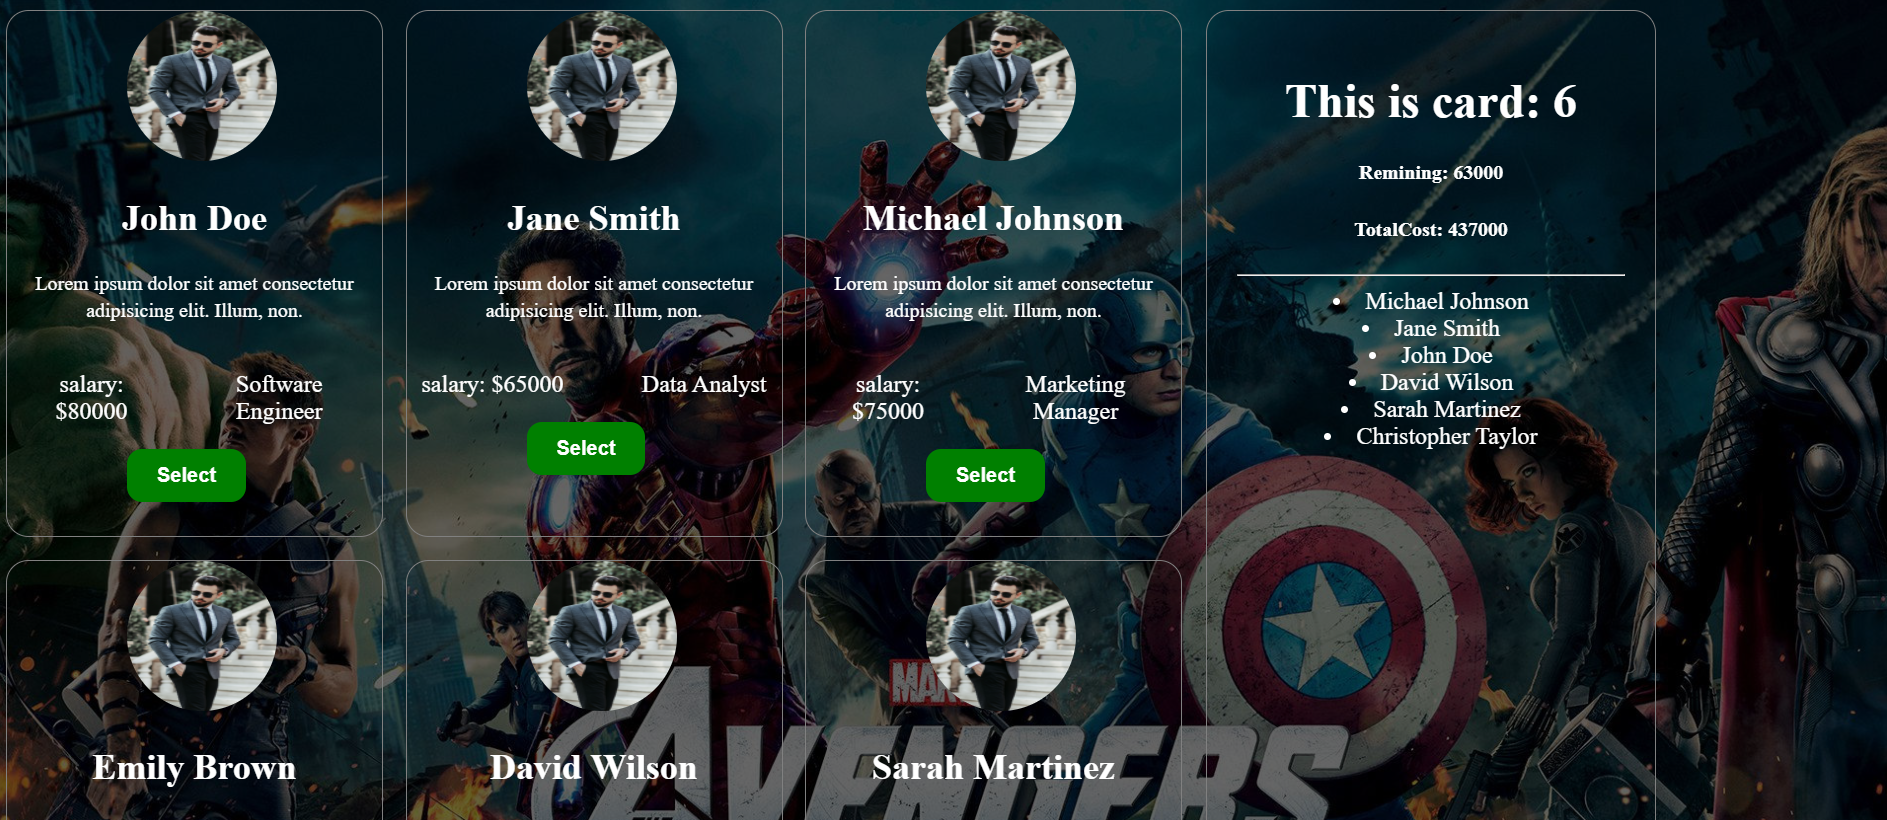 John Doe
Lorem ipsum dolor sit amet consectetur
adipisicing elit. Illum, non.
salary:
$80000
Software
Engineer
Select
Jane Smith
Lorem ipsum dolor sit amet consectetur
adipisicing elit. Illum, non.
salary: $65000
Data Analyst
Select
Michael Johnson
Lorem ipsum dolor sit amet consectetur
adipisicing elit. Illum, non.
salary:
$75000
Marketing
Manager
Select
This is card: 6
Remining: 63000
TotalCost: 437000
• Michael Johnson
• Jane Smith
• John Doe
• David Wilson
• Sarah Martinez
• Christopher Taylor
Emily Brown
David Wilson
Sarah Martinez
AVENGERS